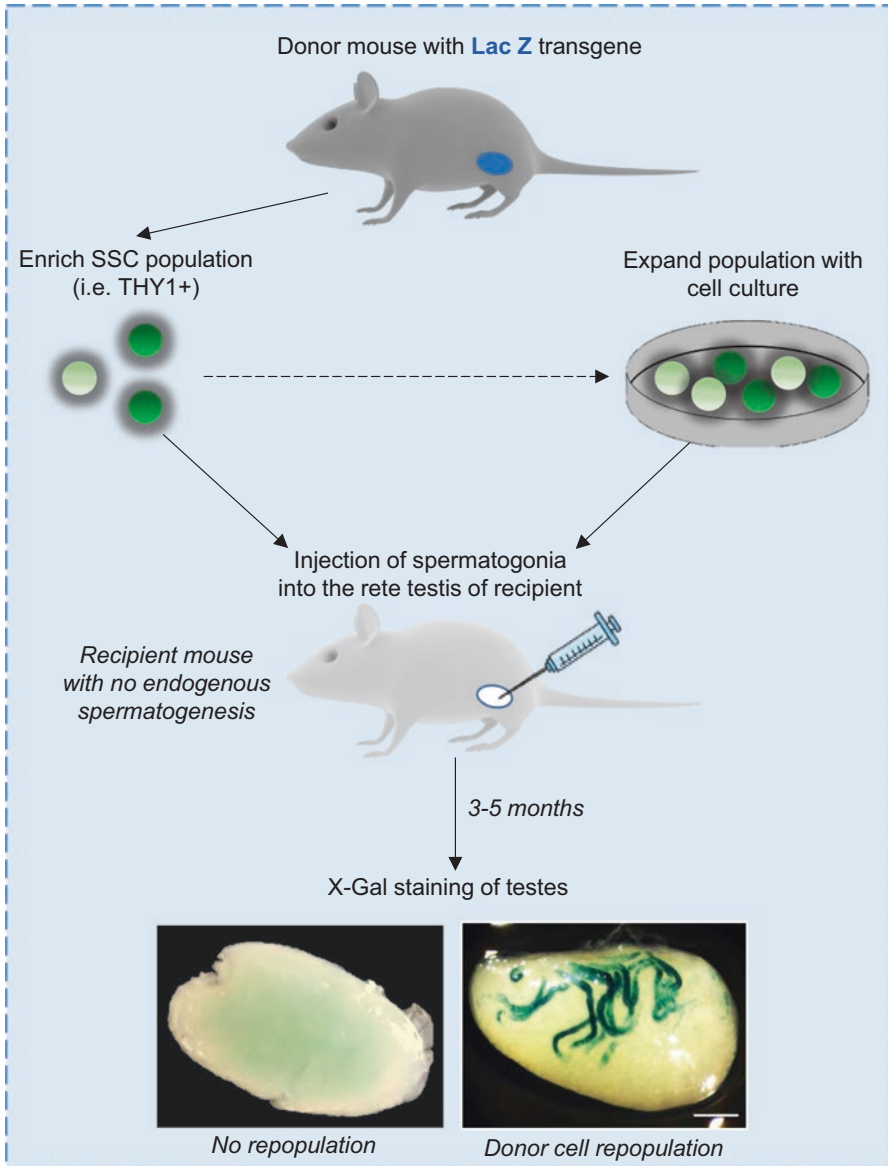 Donor mouse with Lac Z transgene
Enrich SSC population
(i.e. THY1+)
Expand population with
cell culture
Injection of spermatogonia
into the rete testis of recipient
Recipient mouse
with no endogenous
spermatogenesis
3-5 months
X-Gal staining of testes
No repopulation
Donor cell repopulation